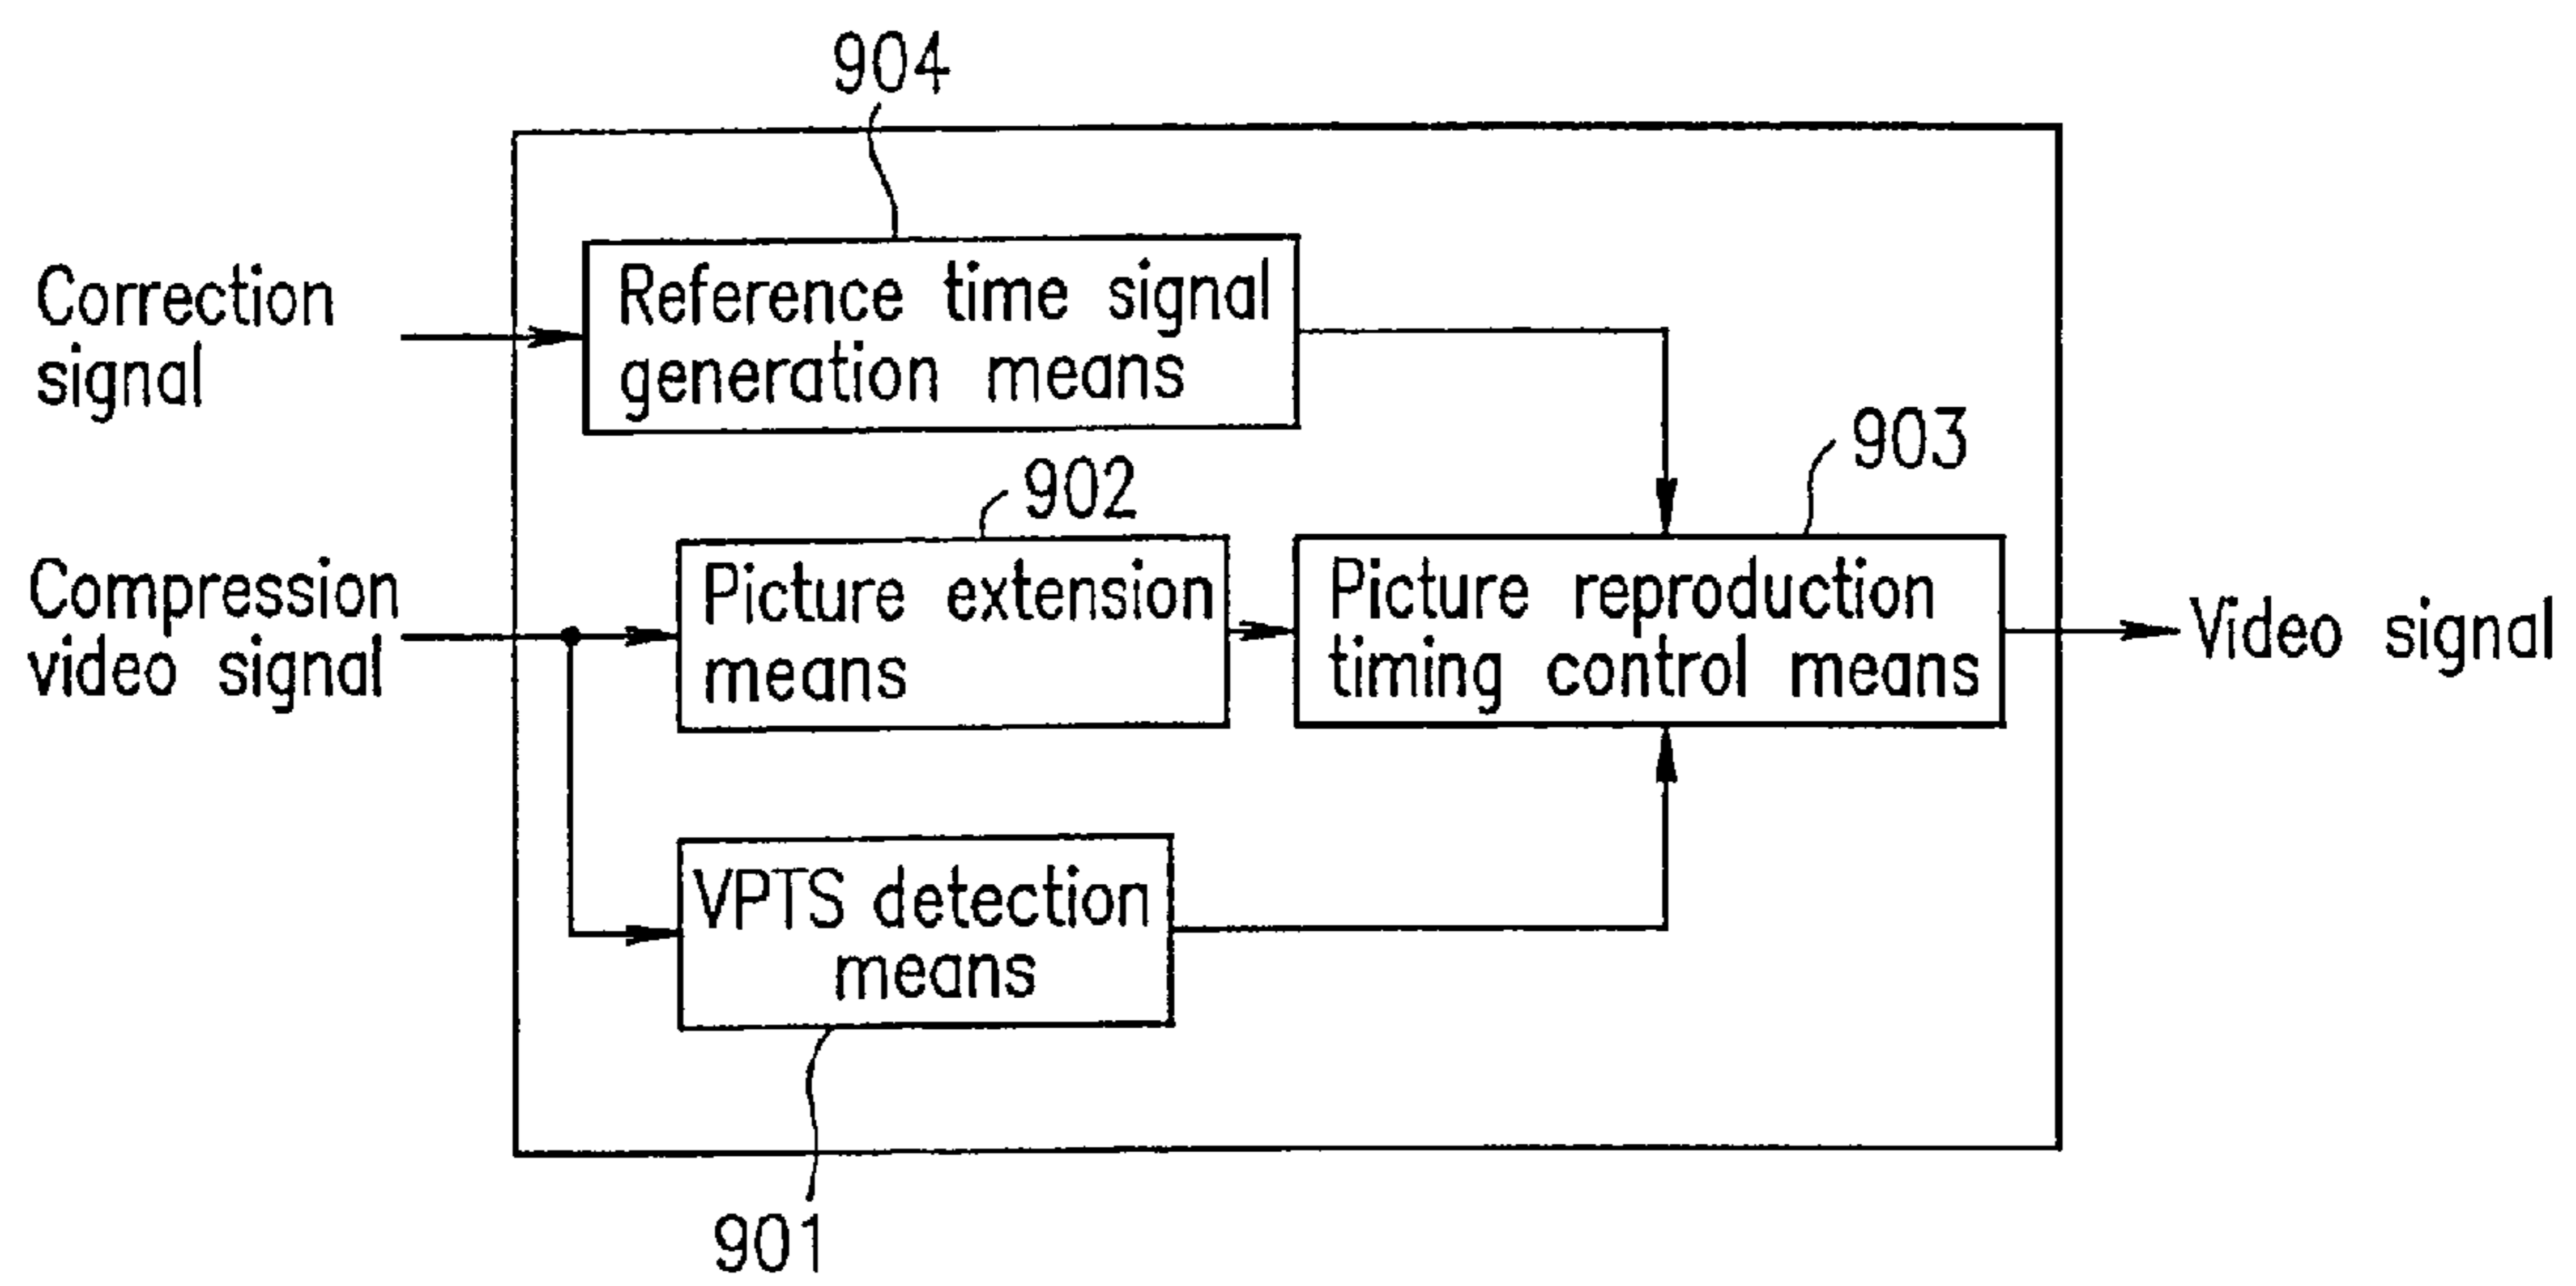 904
Correction
signal
Reference time signal
generation means
903
902
Compression
video signal
Picture extension
means
Picture reproduction
timing control means
Video signal
VPTS detection
means
901